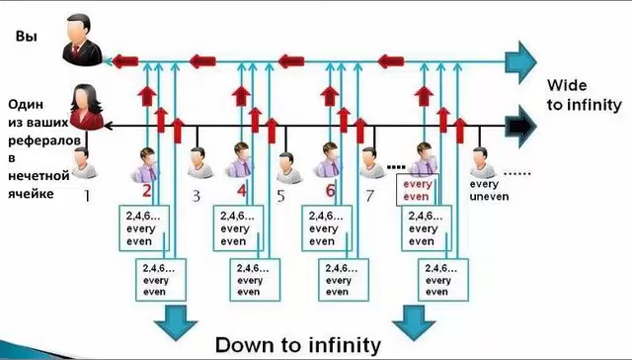 Вы
Wide
to infinity
Один
из ваших
рефералов
в
нечетной
ячейке
1
2
3
4
5
6
7
....
every
even
every
uneven
......
2,4,6...
every
even
2,4,6...
every
even
2,4,6...
every
even
2,4,6...
every
even
2,4,6...
every
even
2,4,6...
every
even
2,4,6...
every
even
2,4,6...
every
even
Down to infinity